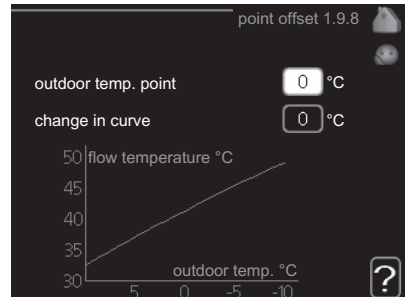 point offset 1.9.8
outdoor temp. point 0 °C
change in curve 0 °C
50 flow temperature °C
45
40
35
outdoor temp. °C
30
5 0 -5 -10
?